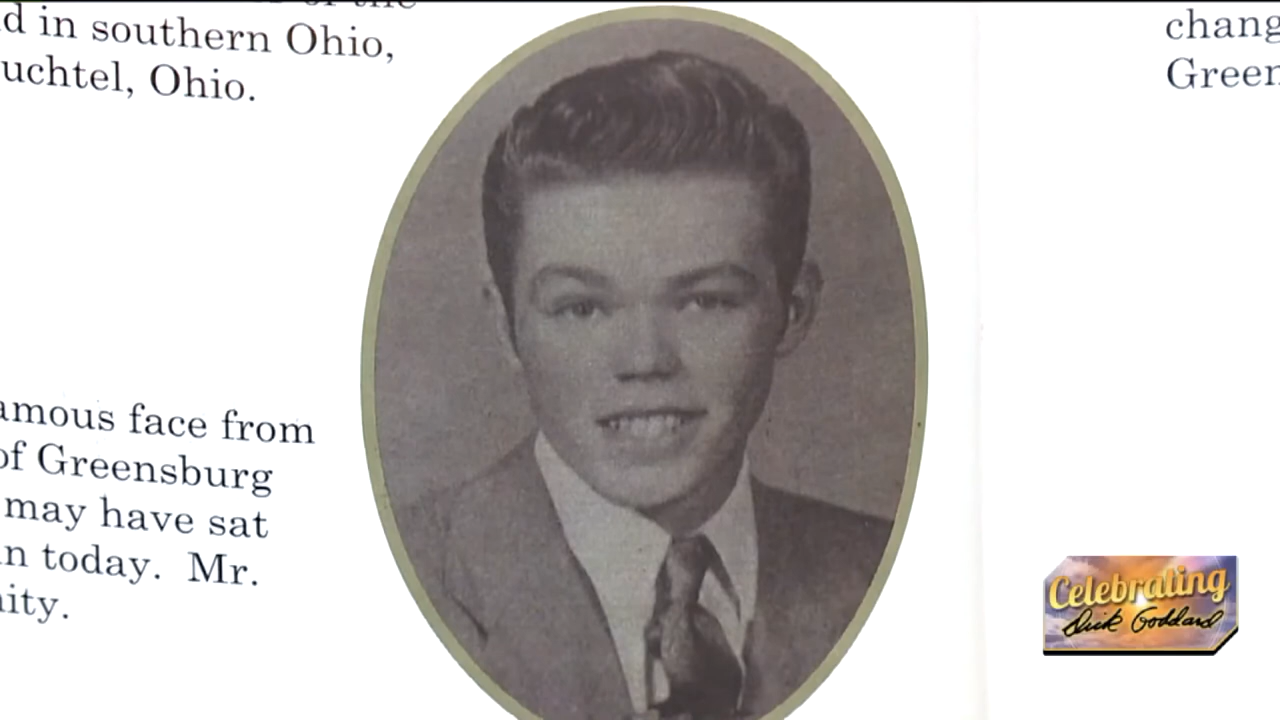 d in southern Ohio,
uchtel, Ohio.
amous face from
of Greensburg
may have sat
n today. Mr.
ity.
chang
Green
Celebrating
Dick Goddard